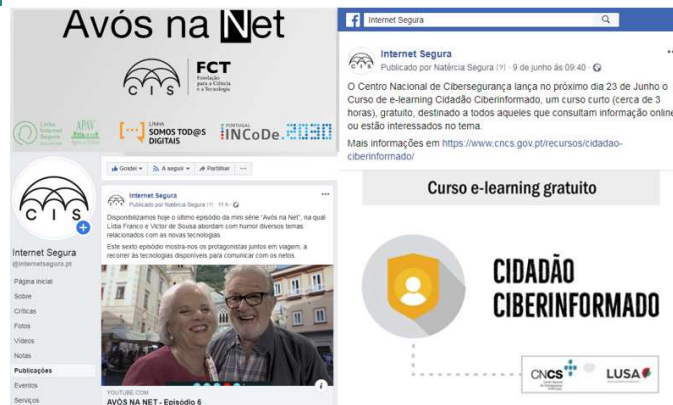 Avós na Net
CIS
FCT
Fundação
para a Ciência
e a Tecnologia
Linha
Internet
Segura
APAV
LINHA
SOMOS TOD@S
DIGITAIS
PORTUGAL
INCoDe.2030
Gostei
A seguir
Partilhar
CIS
Internet Segura
@internetsegura.pt
Página inicial
Sobre
Críticas
Fotos
Vídeos
Notas
Publicações
Eventos
Serviços
Internet Segura
Publicado por Natércia Segura [?] · 11 h ·
Disponibilizamos hoje o último episódio da mini série "Avós na Net", na qual
Lídia Franco e Victor de Sousa abordam com humor diversos temas
relacionados com as novas tecnologias.
Este sexto episódio mostra-nos os protagonistas juntos em viagem, a
recorrer às tecnologias disponíveis para comunicar com os netos.
YOUTUBE.COM
AVÓS NA NET - Episódio 6
Internet Segura
Internet Segura
Publicado por Natércia Segura [?] · 9 de junho às 09:40 ·
O Centro Nacional de Cibersegurança lança no próximo dia 23 de Junho o
Curso de e-learning Cidadão Ciberinformado, um curso curto (cerca de 3
horas), gratuito, destinado a todos aqueles que consultam informação online
ou estão interessados no tema.
Mais informações em https://www.cncs.gov.pt/recursos/cidadao-
ciberinformado/
Curso e-learning gratuito
CIDADÃO
CIBERINFORMADO
CNCS
LUSA